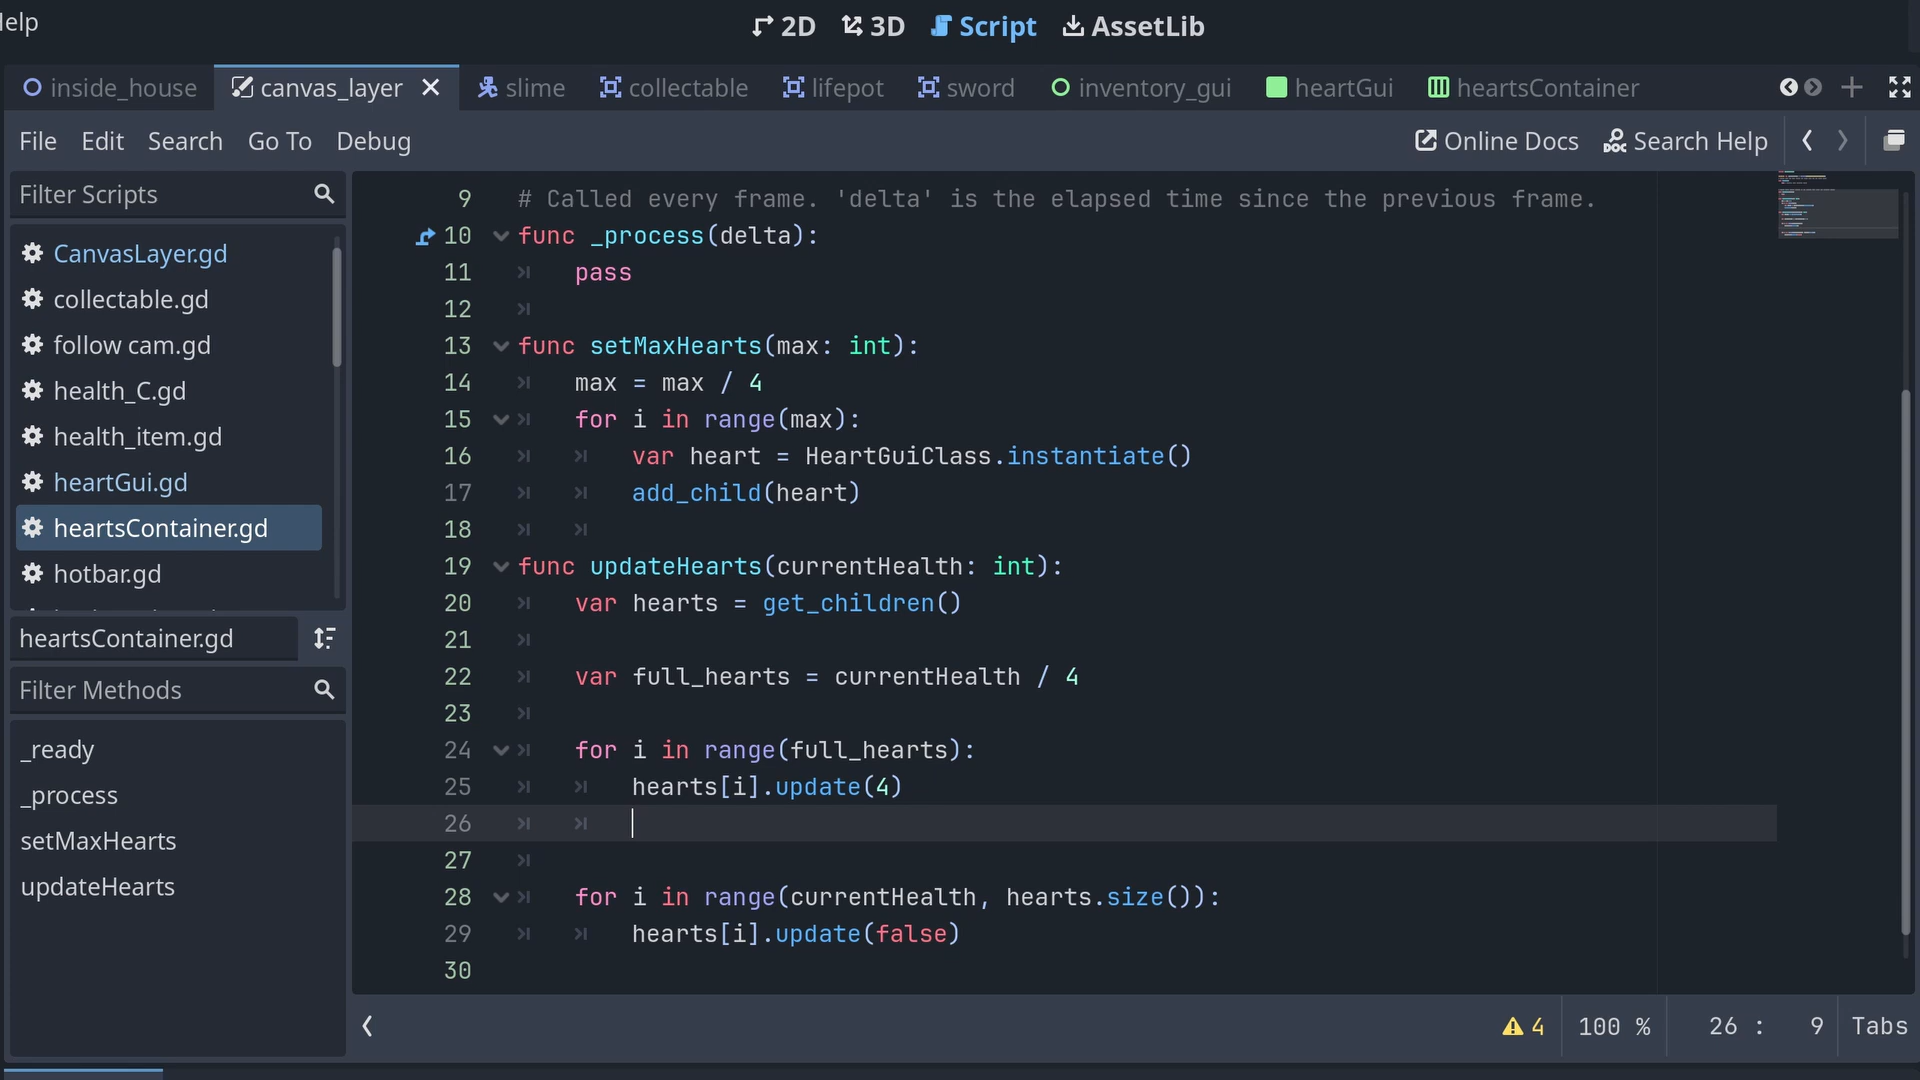 Help
2D 3D Script AssetLib
inside_house canvas_layer slime collectable lifepot sword inventory_gui heartGui heartsContainer
File Edit Search Go To Debug Online Docs Search Help
Filter Scripts
CanvasLayer.gd
collectable.gd
follow cam.gd
health_C.gd
health_item.gd
heartGui.gd
heartsContainer.gd
hotbar.gd
heartsContainer.gd
Filter Methods
_ready
_process
setMaxHearts
updateHearts
9 # Called every frame. 'delta' is the elapsed time since the previous frame.
10 func _process(delta):
11 pass
12
13 func setMaxHearts(max: int):
14 max = max / 4
15 for i in range(max):
16 var heart = HeartGuiClass.instantiate()
17 add_child(heart)
18
19 func updateHearts(currentHealth: int):
20 var hearts = get_children()
21
22 var full_hearts = currentHealth / 4
23
24 for i in range(full_hearts):
25 hearts[i].update(4)
26
27
28 for i in range(currentHealth, hearts.size()):
29 hearts[i].update(false)
30
4 100 % 26 : 9 Tabs